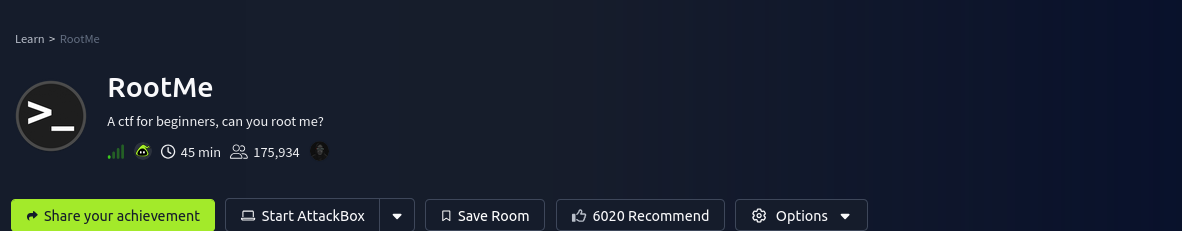 Learn > RootMe
>_
RootMe
A ctf for beginners, can you root me?
45 min 175,934
Share your achievement Start AttackBox Save Room 6020 Recommend Options